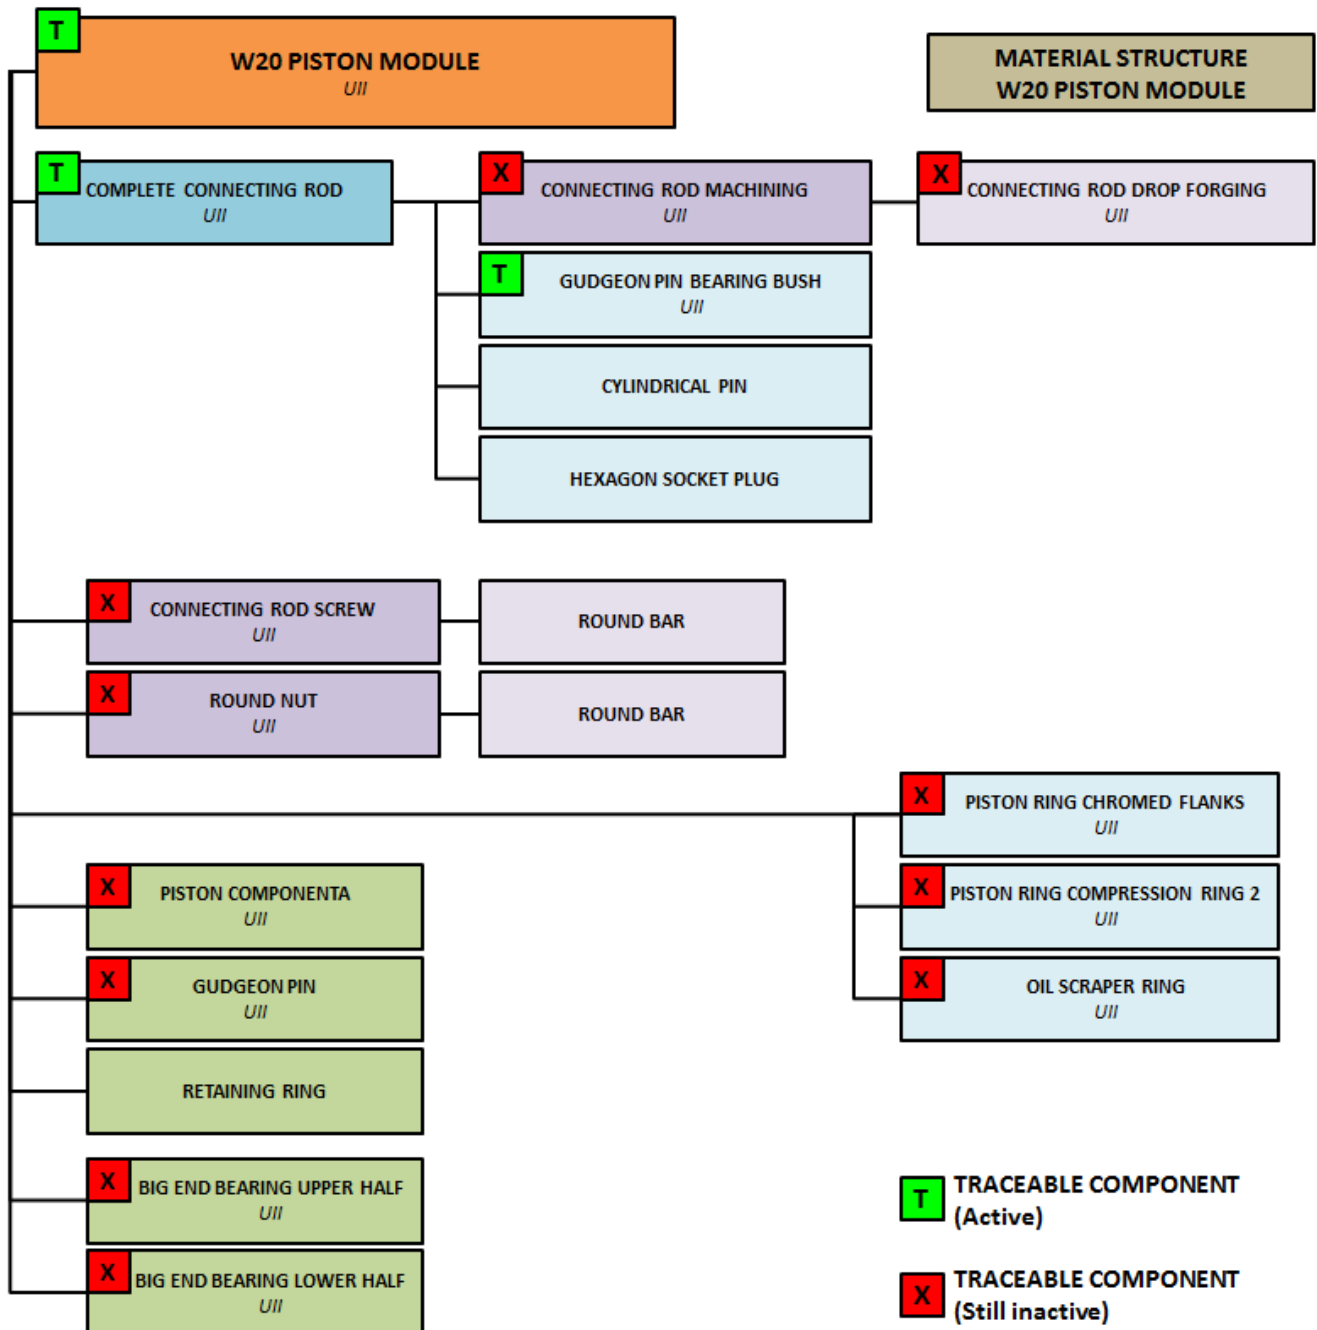 T
W20 PISTON MODULE
UII
MATERIAL STRUCTURE
W20 PISTON MODULE
T
COMPLETE CONNECTING ROD
UII
X
CONNECTING ROD MACHINING
UII
X
CONNECTING ROD DROP FORGING
UII
T
GUDGEON PIN BEARING BUSH
UII
CYLINDRICAL PIN
HEXAGON SOCKET PLUG
X
CONNECTING ROD SCREW
UII
ROUND BAR
X
ROUND NUT
UII
ROUND BAR
X
PISTON RING CHROMED FLANKS
UII
X
PISTON COMPONENTA
UII
X
PISTON RING COMPRESSION RING 2
UII
X
GUDGEON PIN
UII
X
OIL SCRAPER RING
UII
RETAINING RING
X
BIG END BEARING UPPER HALF
UII
X
BIG END BEARING LOWER HALF
UII
T
TRACEABLE COMPONENT
(Active)
X
TRACEABLE COMPONENT
(Still inactive)